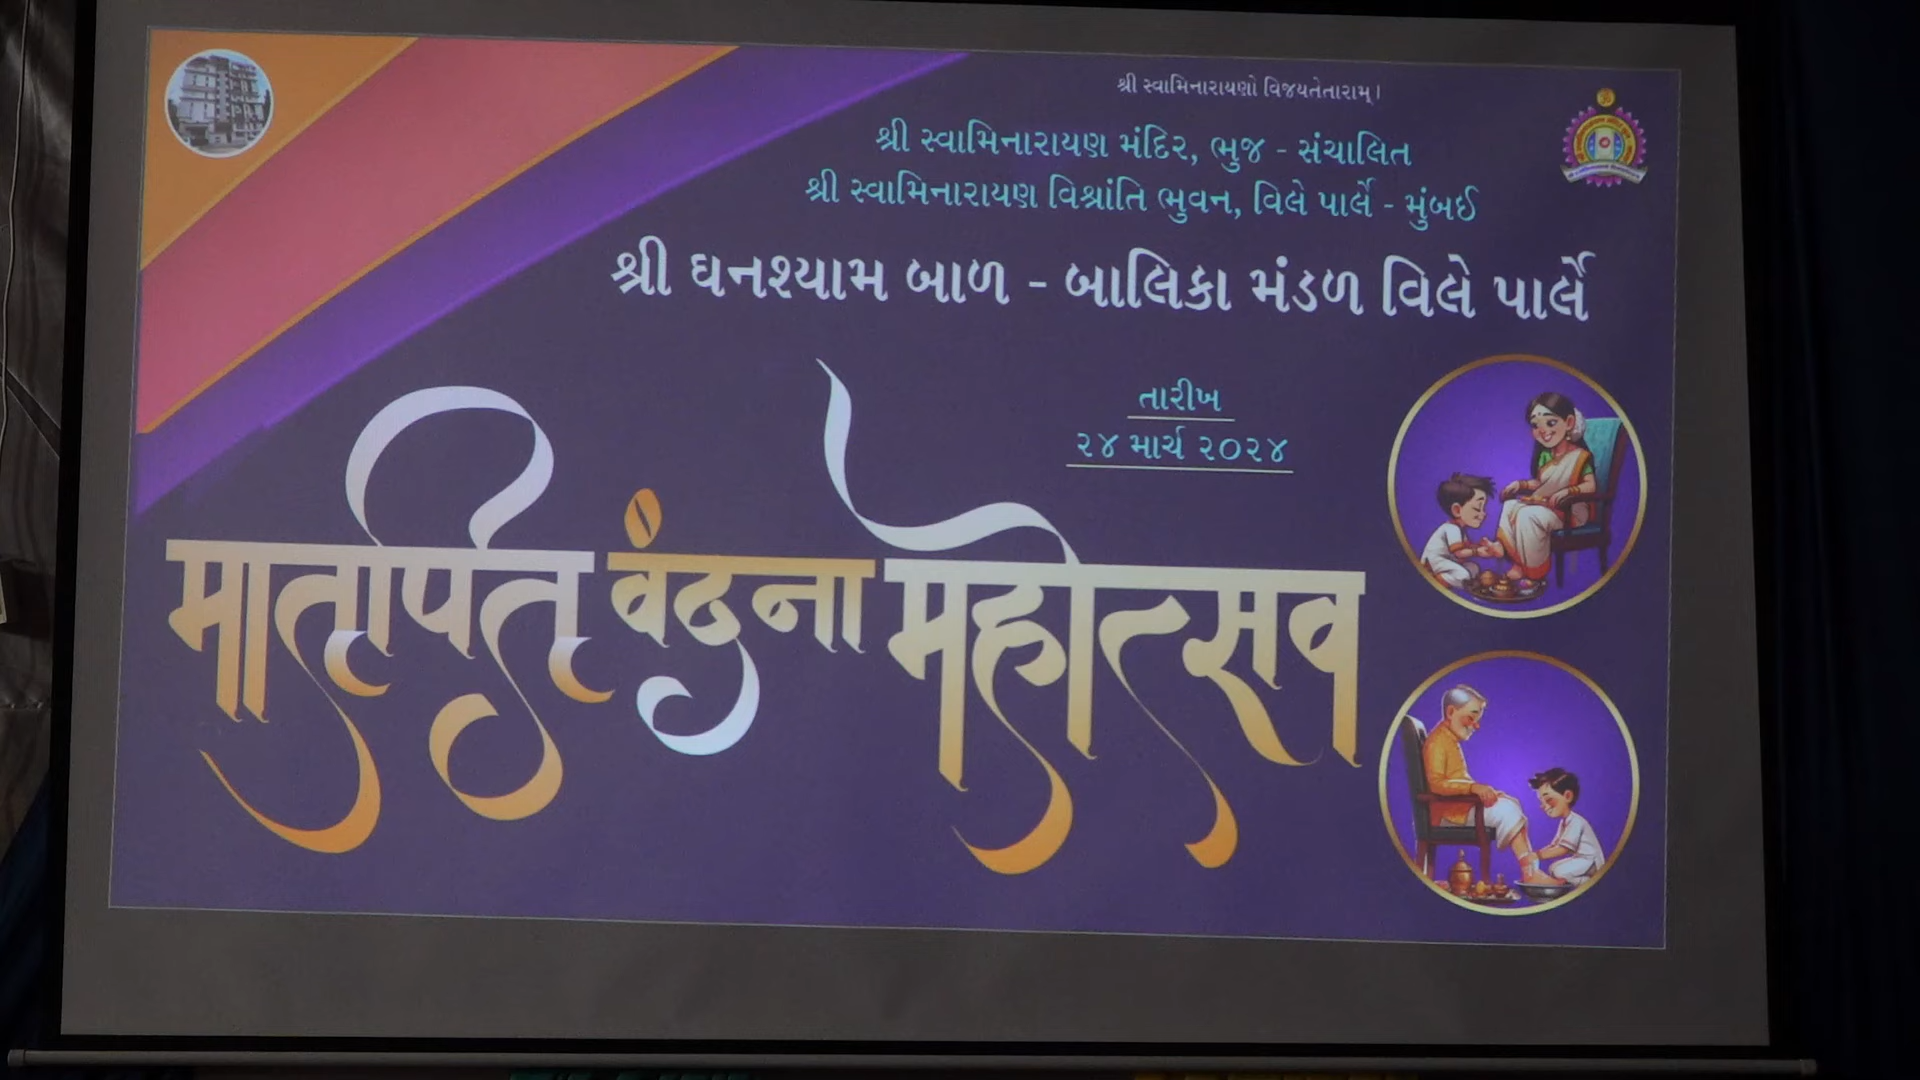 શ્રી સ્વામિનારાયણો વિજયતેતારામ્ |
શ્રી સ્વામિનારાયણ મંદિર, ભુજ - સંચાલિત
શ્રી સ્વામિનારાયણ વિશ્રાંતિ ભુવન, વિલે પાર્લે - મુંબઈ
શ્રી ઘનશ્યામ બાળ - બાલિકા મંડળ વિલે પાર્લે
તારીખ
૨૪ માર્ચ ૨૦૨૪
मातृपितृ वंदना महोत्सव